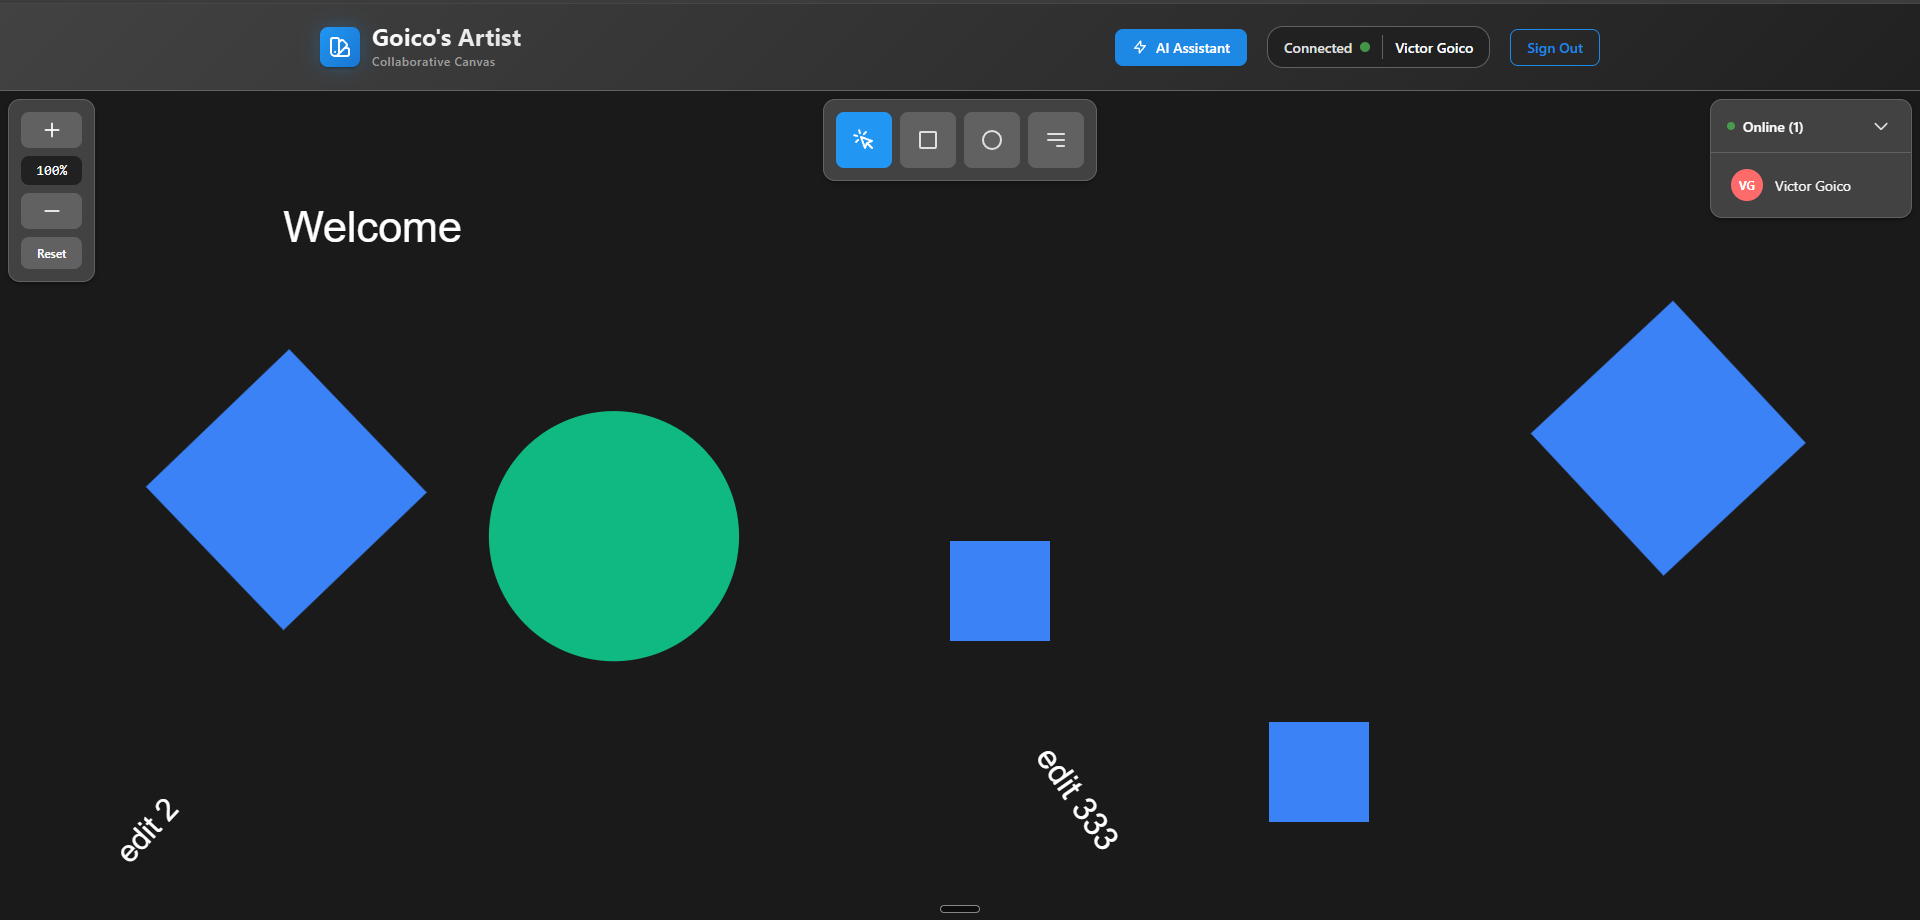 Goico's Artist
Collaborative Canvas
AI Assistant
Connected
Victor Goico
Sign Out
100%
Reset
Online (1)
VG
Victor Goico
Welcome
edit 2
edit 333